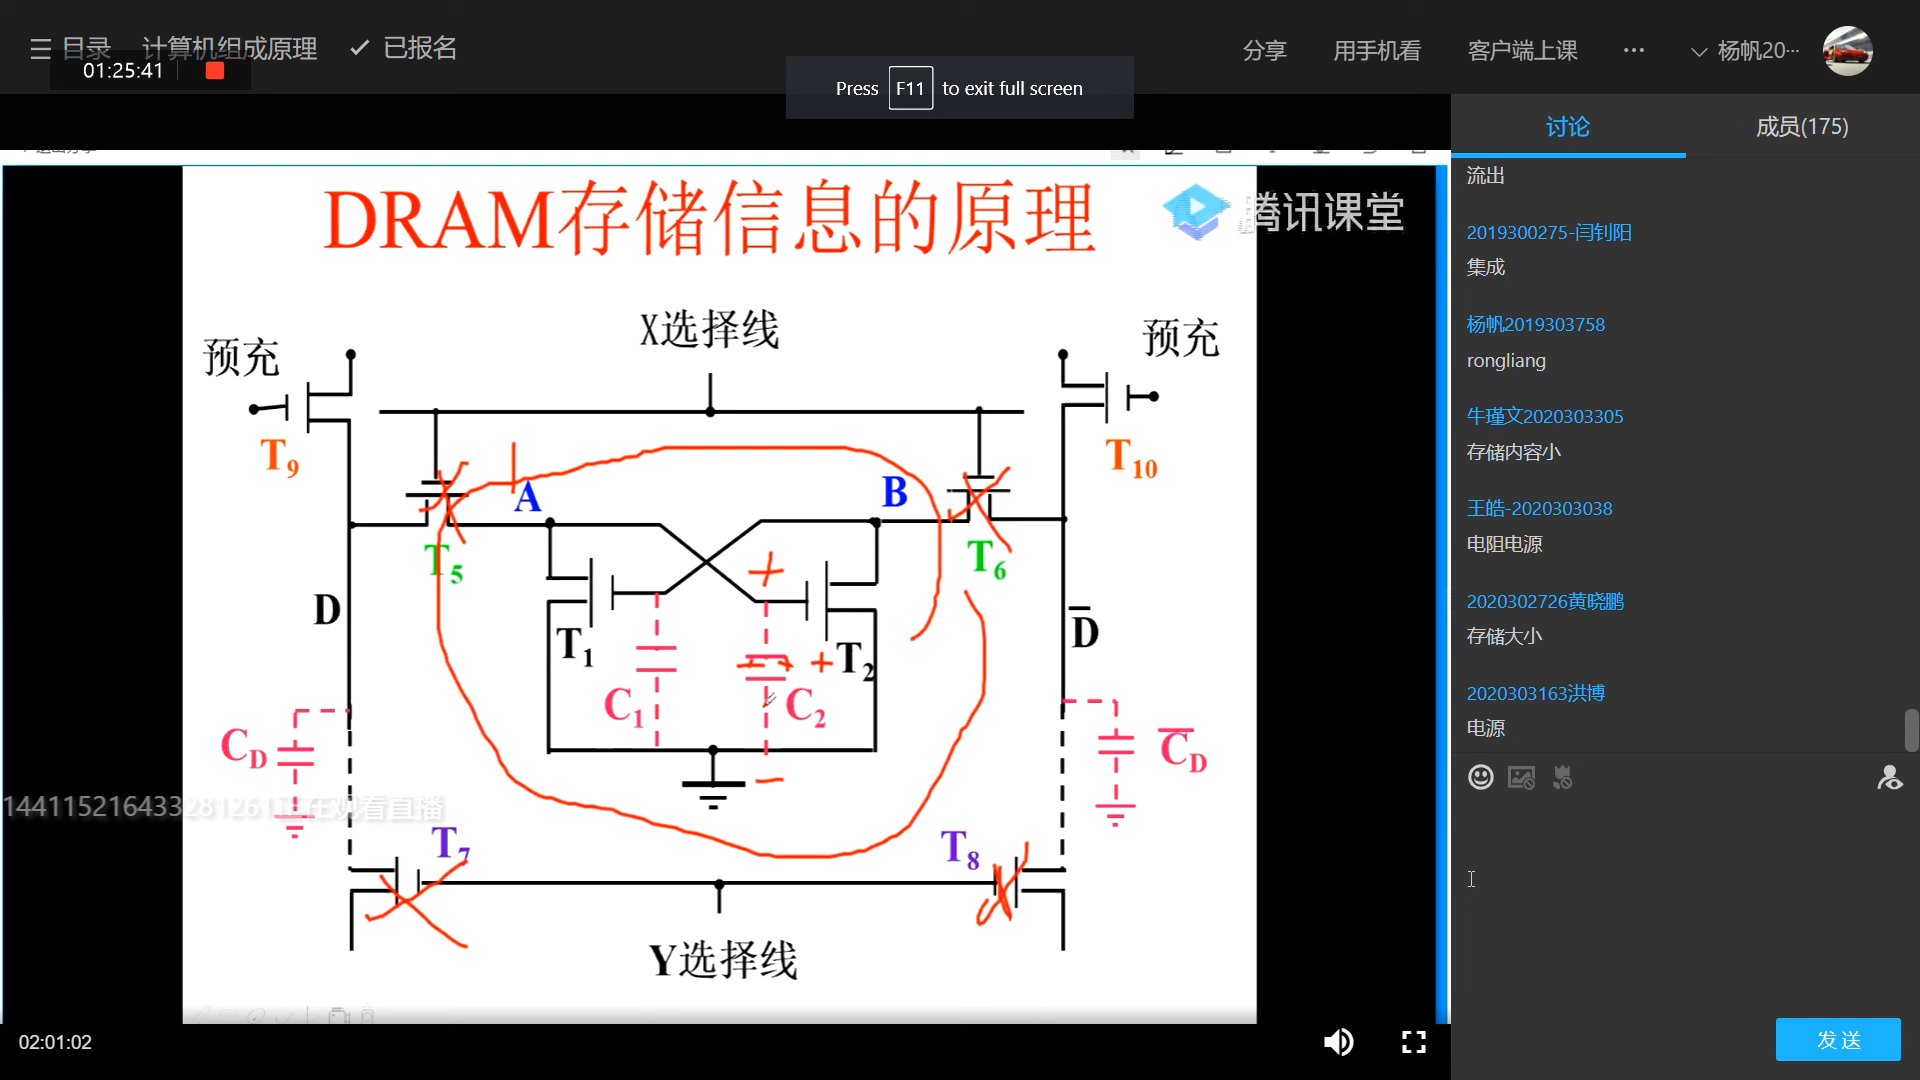 目录 计算机组成原理 已报名
01:25:41
分享 用手机看 客户端上课 ··· 杨帆20···
Press F11 to exit full screen
讨论 成员(175)
DRAM存储信息的原理
腾讯课堂
X选择线
预充
预充
T9
T10
A
B
T5
T6
D
D̅
T1
T2
C1
C2
CD
C̅D
T7
T8
Y选择线
正在观看直播
02:01:02
流出
2019300275-闫钊阳
集成
杨帆2019303758
rongliang
牛瑾文2020303305
存储内容小
王皓-2020303038
电阻电源
2020302726黄晓鹏
存储大小
2020303163洪博
电源
发送